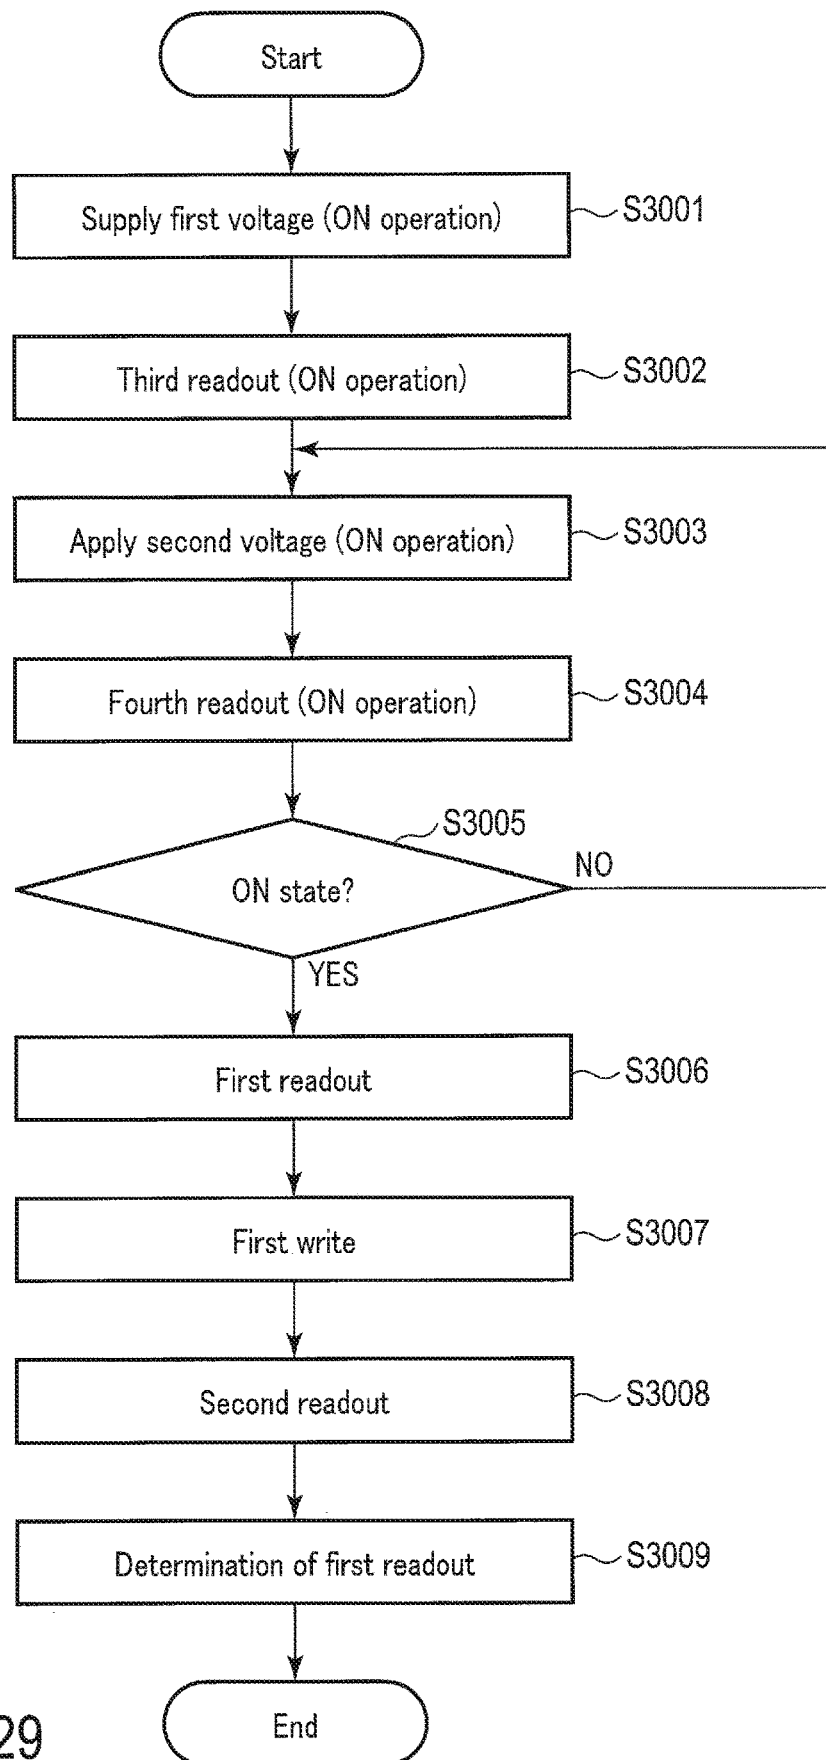 Start
Supply first voltage (ON operation)
S3001
Third readout (ON operation)
S3002
Apply second voltage (ON operation)
S3003
Fourth readout (ON operation)
S3004
S3005
ON state?
NO
YES
First readout
S3006
First write
S3007
Second readout
S3008
Determination of first readout
S3009
End
29